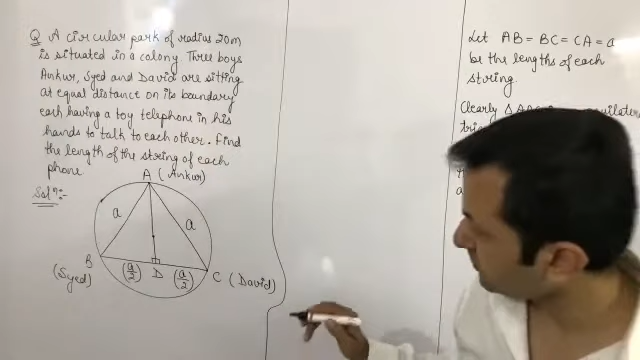 Q A circular park of radius 20m
is situated in a colony Three boys
Ankur, Syed and David are sitting
at equal distance on its boundary
each having a toy telephone in his
hands to talk to each other. Find
the length of the string of each
phone
Solⁿ:-
A (Ankur)
a
a
B
(Syed)
(a/2)
D
(a/2)
C (David)
Let AB = BC = CA = a
be the lengths of each
string
Clearly △